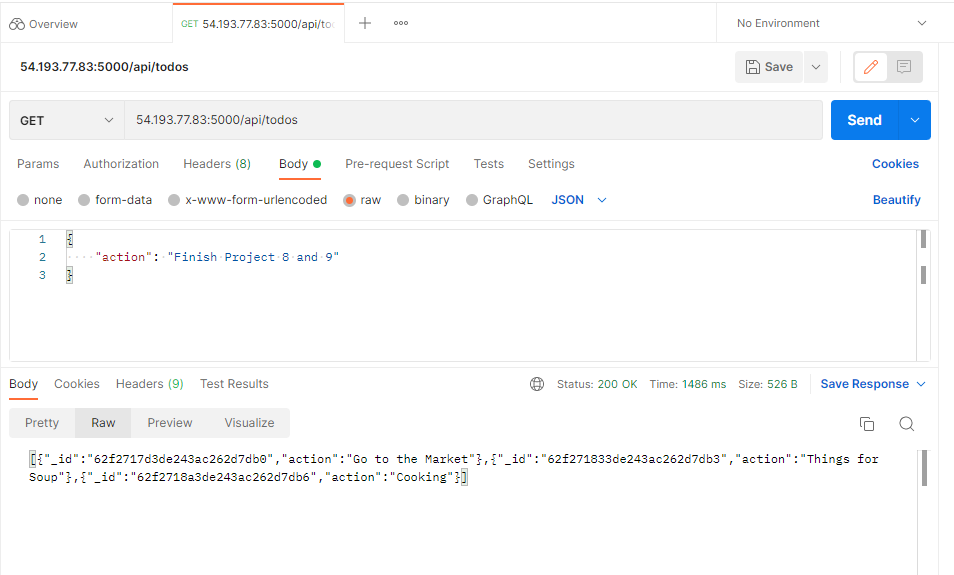 Overview
GET 54.193.77.83:5000/api/to
No Environment
54.193.77.83:5000/api/todos
Save
GET 54.193.77.83:5000/api/todos Send
Params Authorization Headers (8) Body Pre-request Script Tests Settings Cookies
none form-data x-www-form-urlencoded raw binary GraphQL JSON Beautify
1 {
2 "action": "Finish Project 8 and 9"
3 }
Body Cookies Headers (9) Test Results Status: 200 OK Time: 1486 ms Size: 526 B Save Response
Pretty Raw Preview Visualize
[{"_id":"62f2717d3de243ac262d7db0","action":"Go to the Market"},{"_id":"62f271833de243ac262d7db3","action":"Things for
Soup"},{"_id":"62f2718a3de243ac262d7db6","action":"Cooking"}]